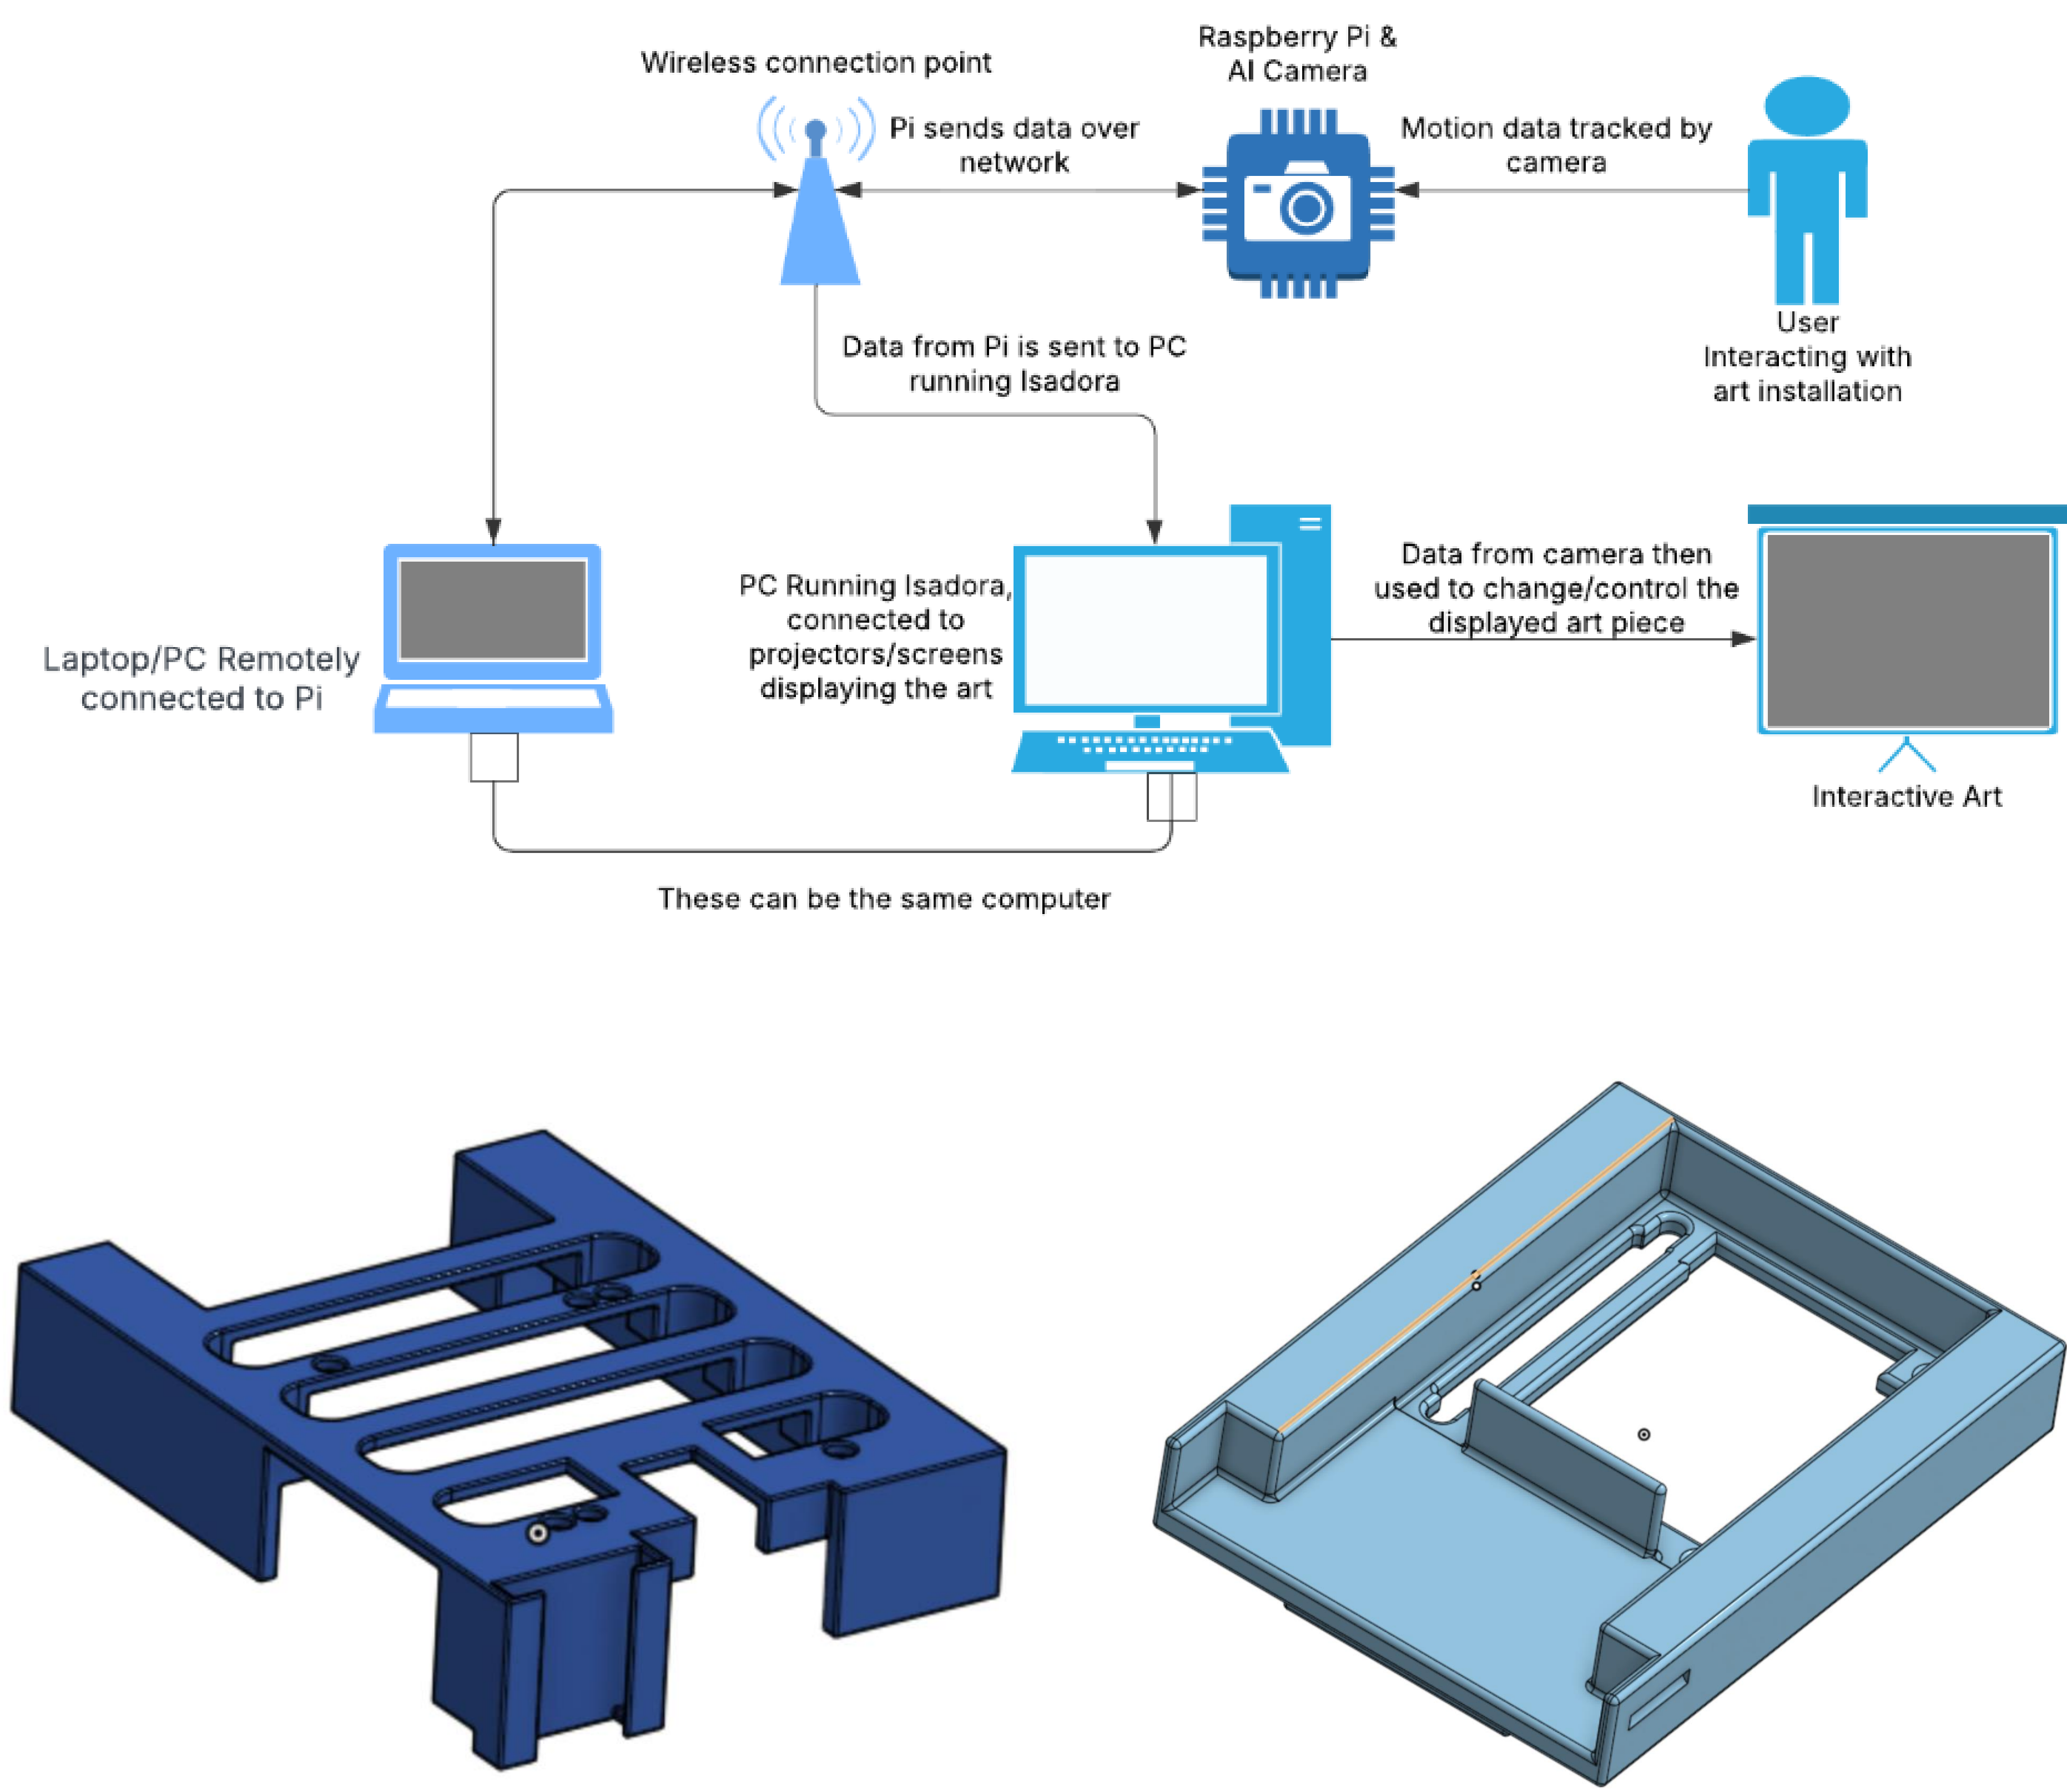 Wireless connection point
Raspberry Pi &
AI Camera
Pi sends data over
network
Motion data tracked by
camera
User
Interacting with
art installation
Data from Pi is sent to PC
running Isadora
Laptop/PC Remotely
connected to Pi
PC Running Isadora,
connected to
projectors/screens
displaying the art
Data from camera then
used to change/control the
displayed art piece
Interactive Art
These can be the same computer